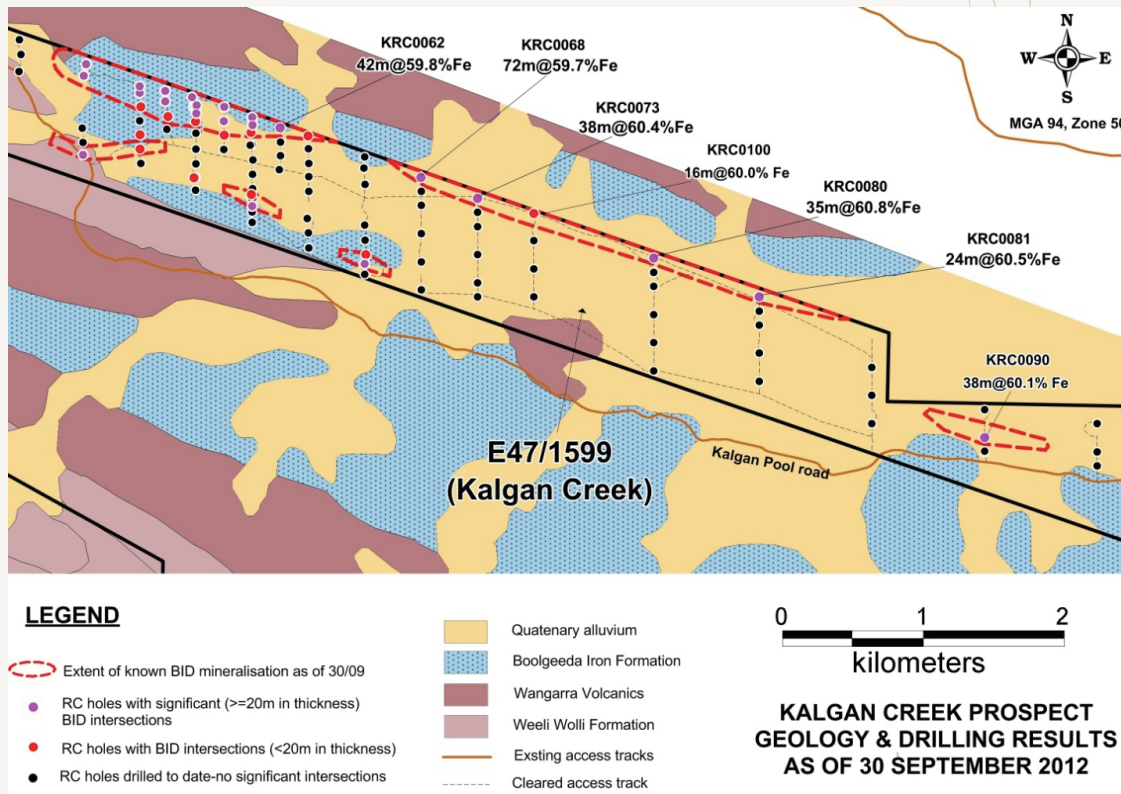 KRC0062
42m@59.8%Fe
KRC0068
72m@59.7%Fe
KRC0073
38m@60.4%Fe
KRC0100
16m@60.0% Fe
KRC0080
35m@60.8%Fe
KRC0081
24m@60.5%Fe
KRC0090
38m@60.1% Fe
N
W
E
S
MGA 94, Zone 50
E47/1599
(Kalgan Creek)
Kalgan Pool road
LEGEND
Extent of known BID mineralisation as of 30/09
RC holes with significant (>=20m in thickness)
BID intersections
RC holes with BID intersections (<20m in thickness)
RC holes drilled to date-no significant intersections
Quatenary alluvium
Boolgeeda Iron Formation
Wangarra Volcanics
Weeli Wolli Formation
Exsting access tracks
Cleared access track
0 1 2
kilometers
KALGAN CREEK PROSPECT
GEOLOGY & DRILLING RESULTS
AS OF 30 SEPTEMBER 2012